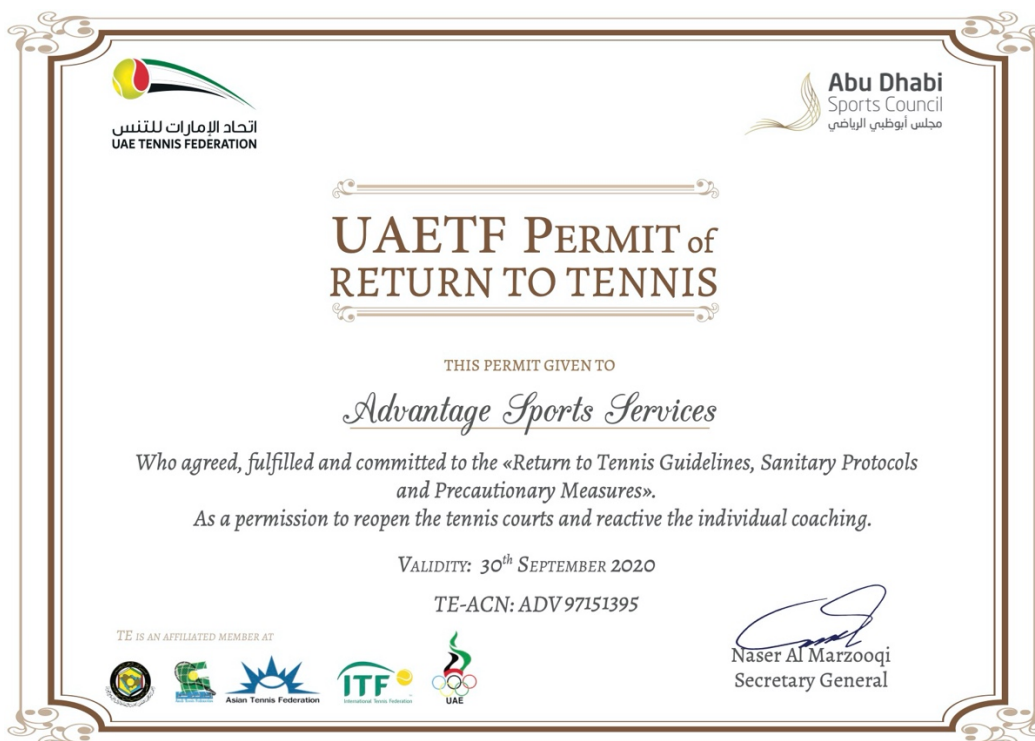 اتحاد الإمارات للتنس
UAE TENNIS FEDERATION
Abu Dhabi
Sports Council
مجلس أبوظبي الرياضي
UAETF PERMIT of
RETURN TO TENNIS
THIS PERMIT GIVEN TO
Advantage Sports Services
Who agreed, fulfilled and committed to the «Return to Tennis Guidelines, Sanitary Protocols
and Precautionary Measures».
As a permission to reopen the tennis courts and reactive the individual coaching.
VALIDITY: 30th SEPTEMBER 2020
TE-ACN: ADV 97151395
TE IS AN AFFILIATED MEMBER AT
Asian Tennis Federation
ITF
International Tennis Federation
UAE
Naser Al Marzooqi
Secretary General